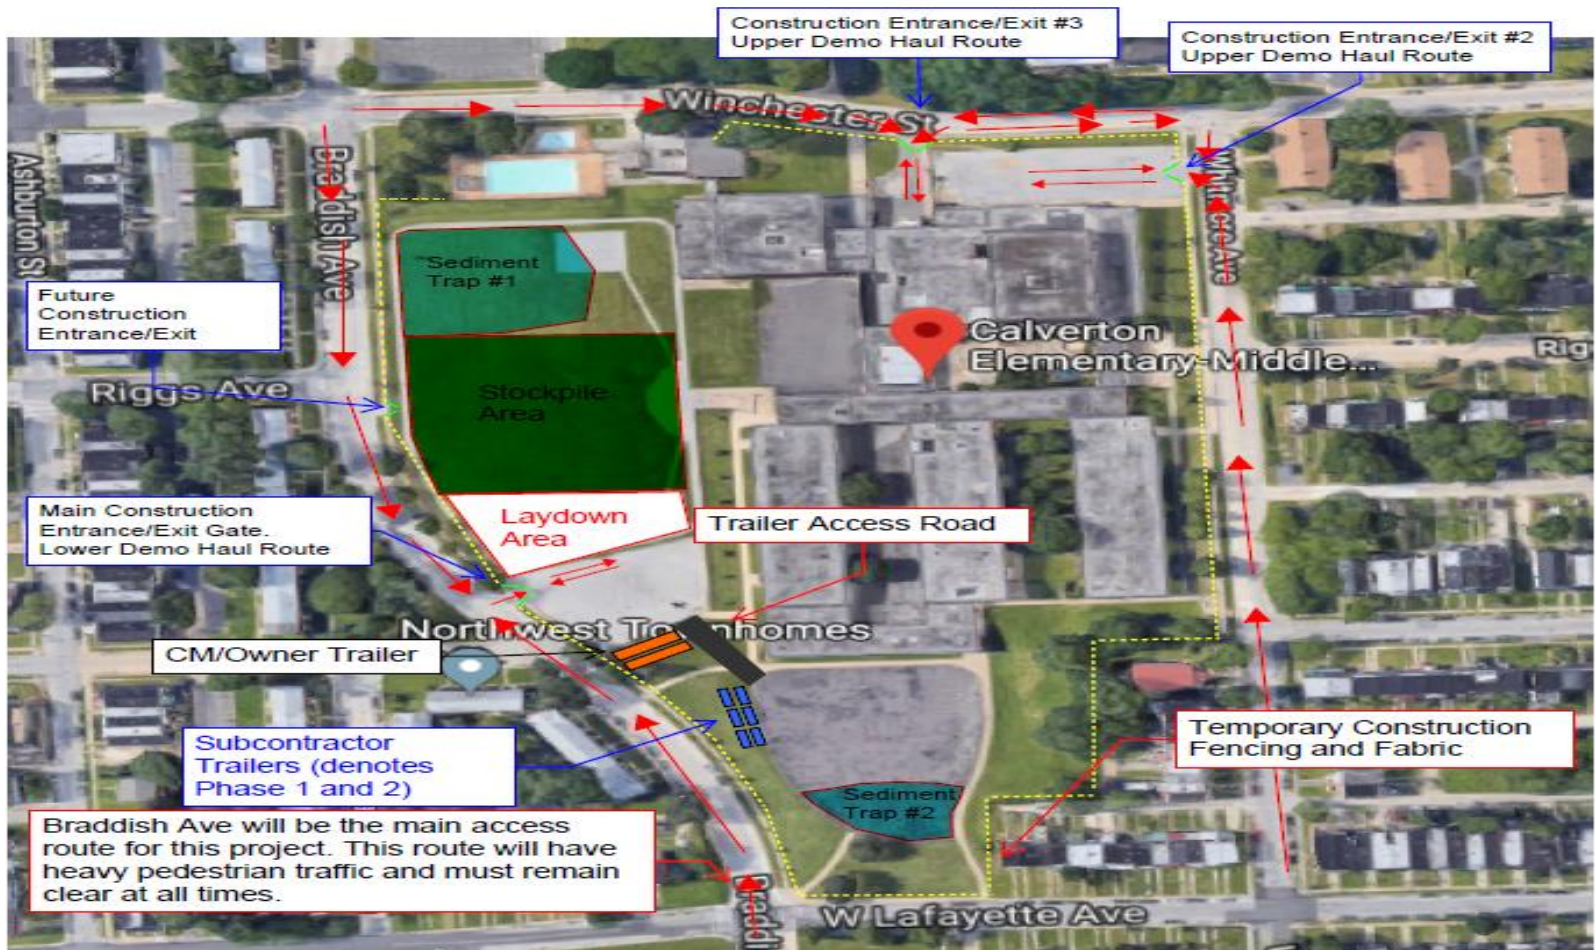 Construction Entrance/Exit #3
Upper Demo Haul Route
Construction Entrance/Exit #2
Upper Demo Haul Route
Winchester St
Ashburton St
Braddish Ave
Sediment
Trap #1
Future
Construction
Entrance/Exit
Calverton
Elementary-Middle...
Rig
Riggs Ave
Stockpile
Area
Main Construction
Entrance/Exit Gate.
Lower Demo Haul Route
Laydown
Area
Trailer Access Road
Northwest To nhomes
CM/Owner Trailer
Subcontractor
Trailers (denotes
Phase 1 and 2)
Temporary Construction
Fencing and Fabric
Sediment
Trap #2
Braddish Ave will be the main access
route for this project. This route will have
heavy pedestrian traffic and must remain
clear at all times.
Braddi
W Lafayette Ave